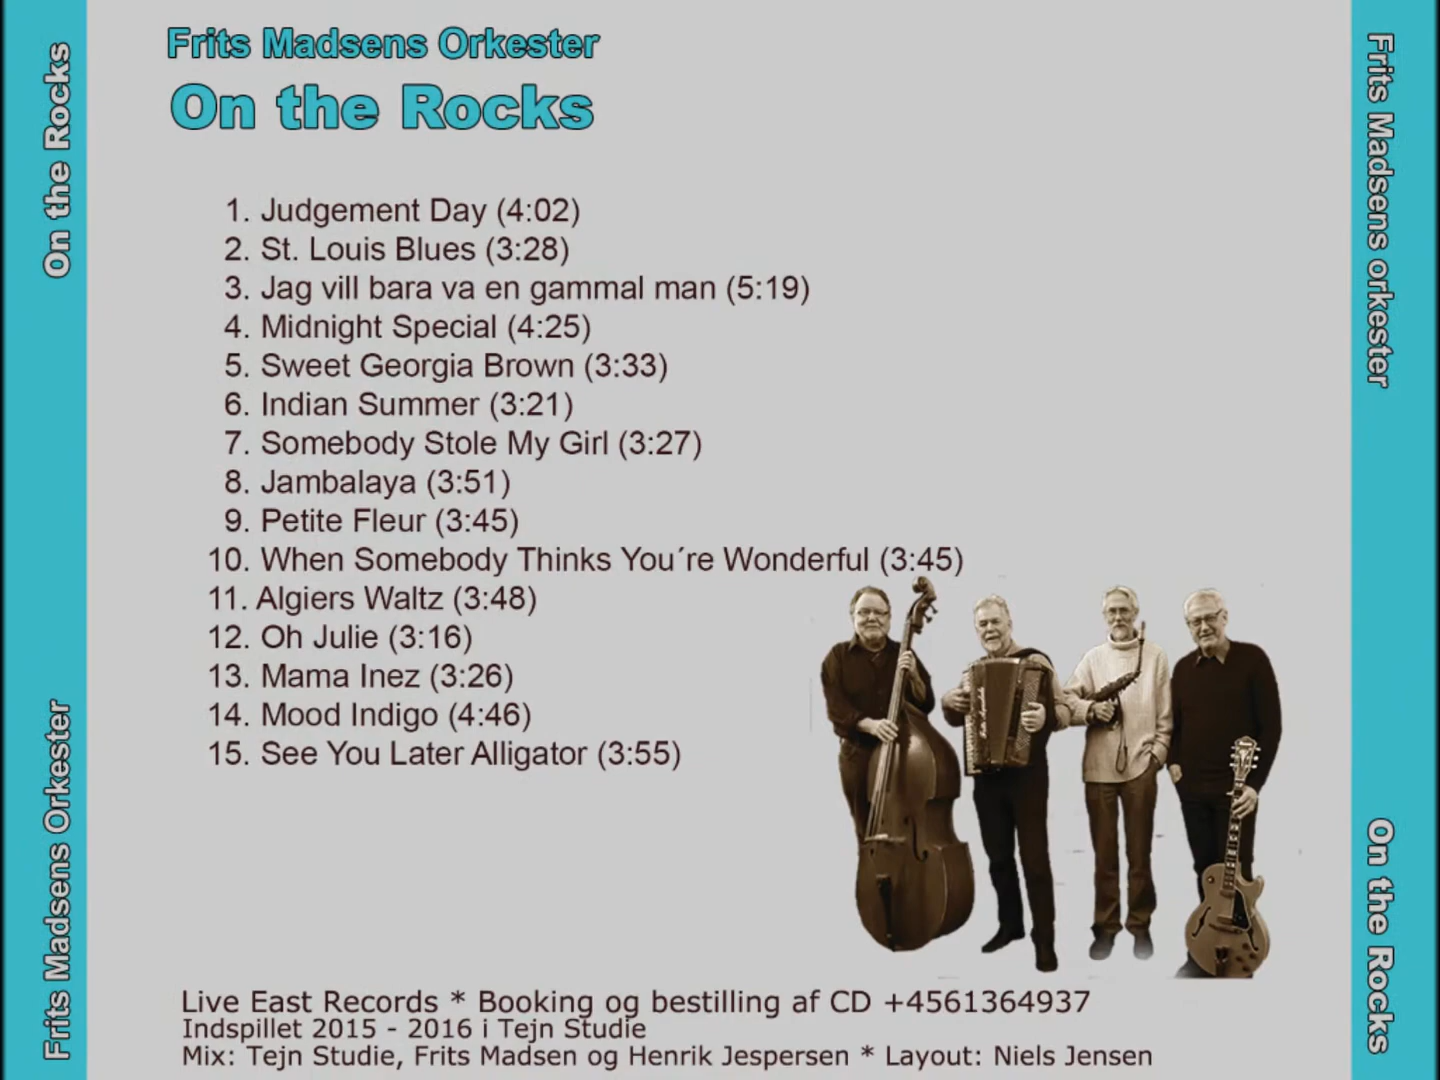 Frits Madsens Orkester
On the Rocks
1. Judgement Day (4:02)
2. St. Louis Blues (3:28)
3. Jag vill bara va en gammal man (5:19)
4. Midnight Special (4:25)
5. Sweet Georgia Brown (3:33)
6. Indian Summer (3:21)
7. Somebody Stole My Girl (3:27)
8. Jambalaya (3:51)
9. Petite Fleur (3:45)
10. When Somebody Thinks You´re Wonderful (3:45)
11. Algiers Waltz (3:48)
12. Oh Julie (3:16)
13. Mama Inez (3:26)
14. Mood Indigo (4:46)
15. See You Later Alligator (3:55)
Live East Records * Booking og bestilling af CD +4561364937
Indspillet 2015 - 2016 i Tejn Studie
Mix: Tejn Studie, Frits Madsen og Henrik Jespersen * Layout: Niels Jensen
Frits Madsens Orkester
On the Rocks
Frits Madsens orkester
On the Rocks